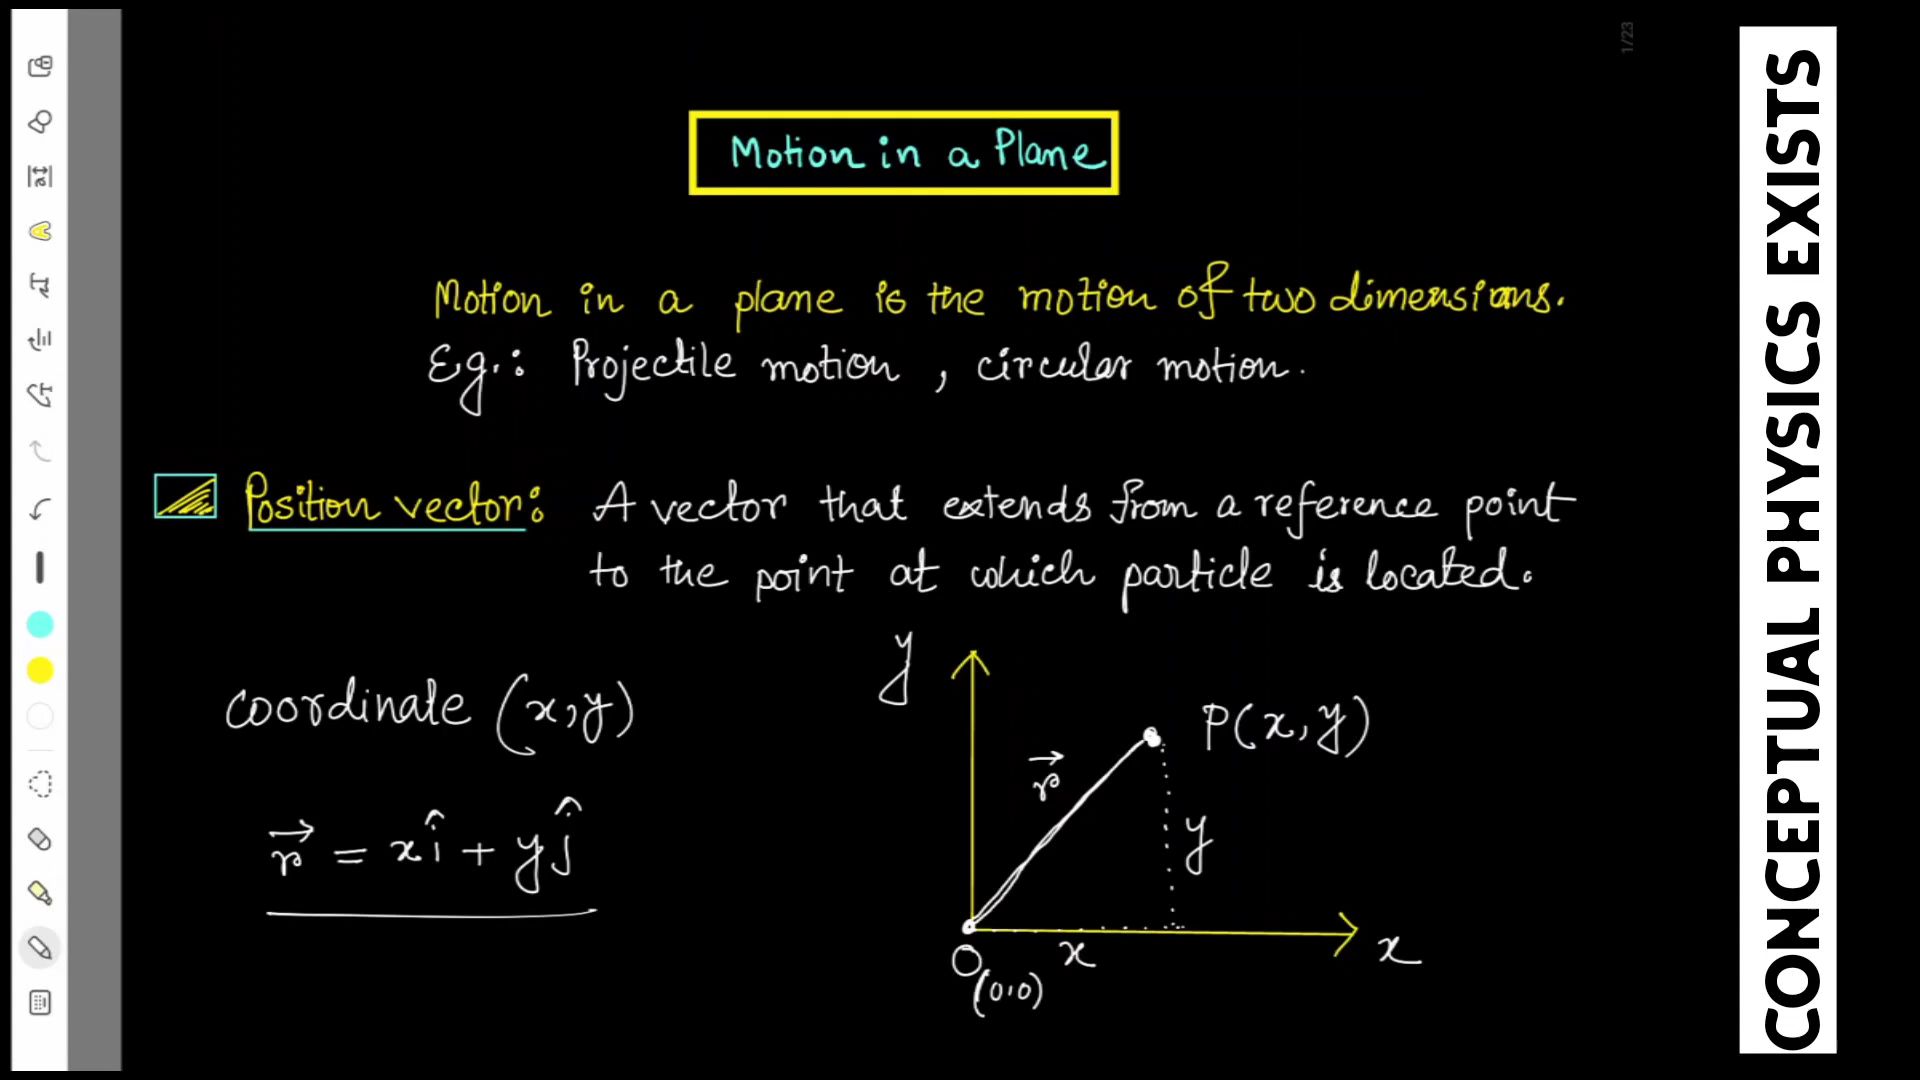 1/23
Motion in a Plane
Motion in a plane is the motion of two dimensions.
Eg.: Projectile motion, circular motion.
Position vector: A vector that extends from a reference point
to the point at which particle is located.
coordinate (x,y)
r⃗ = xî + yĵ
y
P(x,y)
r⃗
y
x
x
O
(0,0)
CONCEPTUAL PHYSICS EXISTS